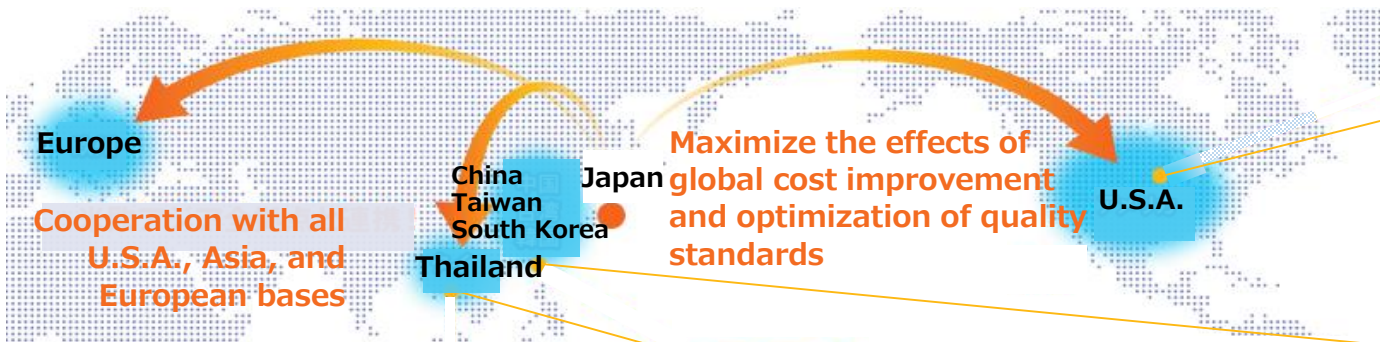 Europe
Cooperation with all
U.S.A., Asia, and
European bases
China
Taiwan
South Korea
Thailand
Japan
Maximize the effects of
global cost improvement
and optimization of quality
standards
U.S.A.